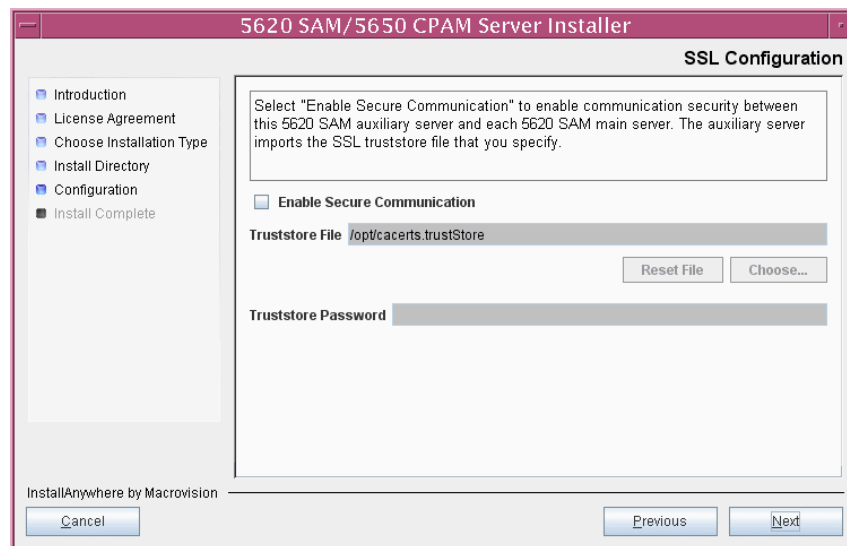 5620 SAM/5650 CPAM Server Installer
SSL Configuration
Introduction
License Agreement
Choose Installation Type
Install Directory
Configuration
Install Complete
Select "Enable Secure Communication" to enable communication security between
this 5620 SAM auxiliary server and each 5620 SAM main server. The auxiliary server
imports the SSL truststore file that you specify.
Enable Secure Communication
Truststore File /opt/cacerts.trustStore
Reset File Choose...
Truststore Password
InstallAnywhere by Macrovision
Cancel Previous Next